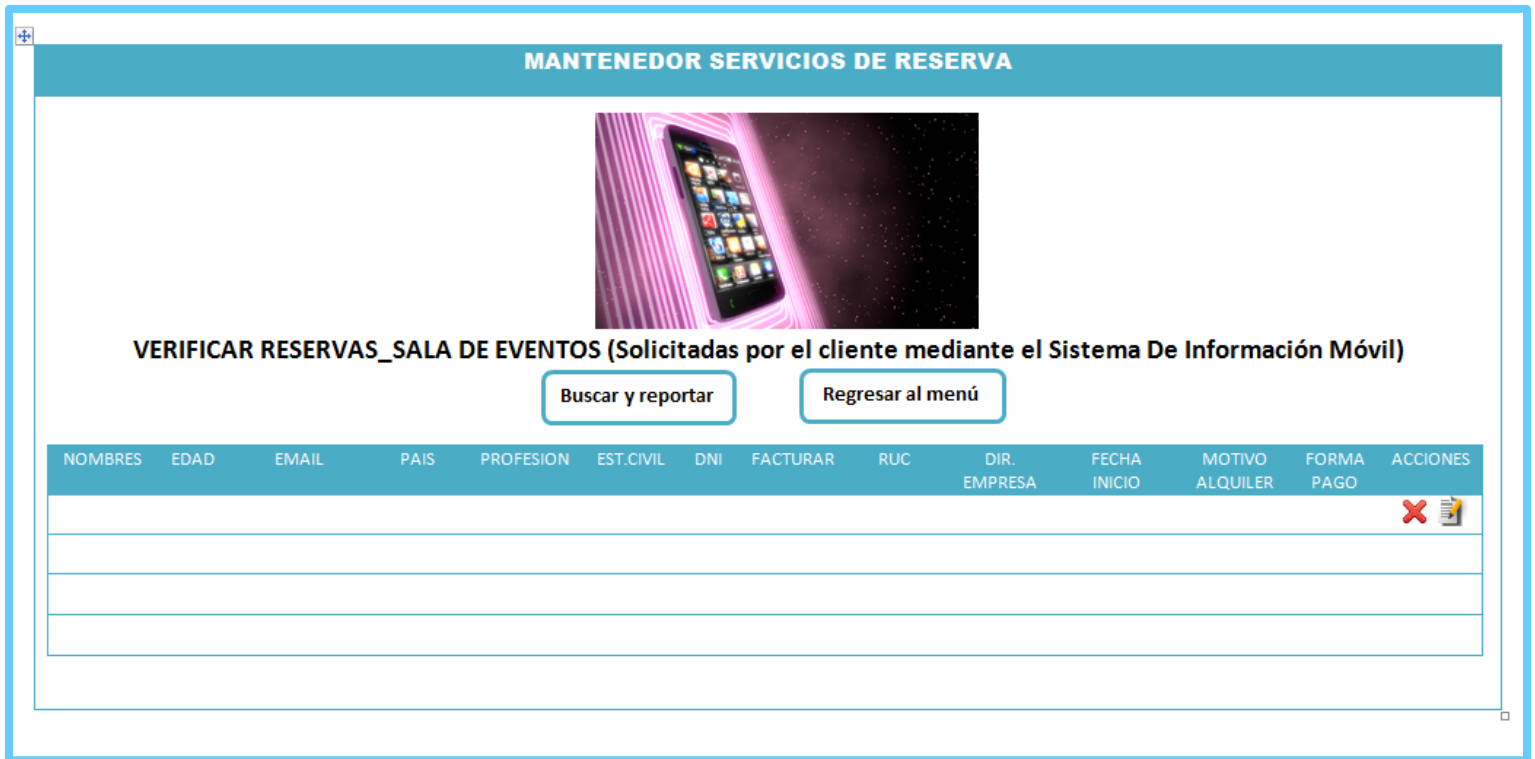 MANTENEDOR SERVICIOS DE RESERVA
VERIFICAR RESERVAS_SALA DE EVENTOS (Solicitadas por el cliente mediante el Sistema De Información Móvil)
Buscar y reportar
Regresar al menú
NOMBRES EDAD EMAIL PAIS PROFESION EST.CIVIL DNI FACTURAR RUC DIR. EMPRESA FECHA INICIO MOTIVO ALQUILER FORMA PAGO ACCIONES